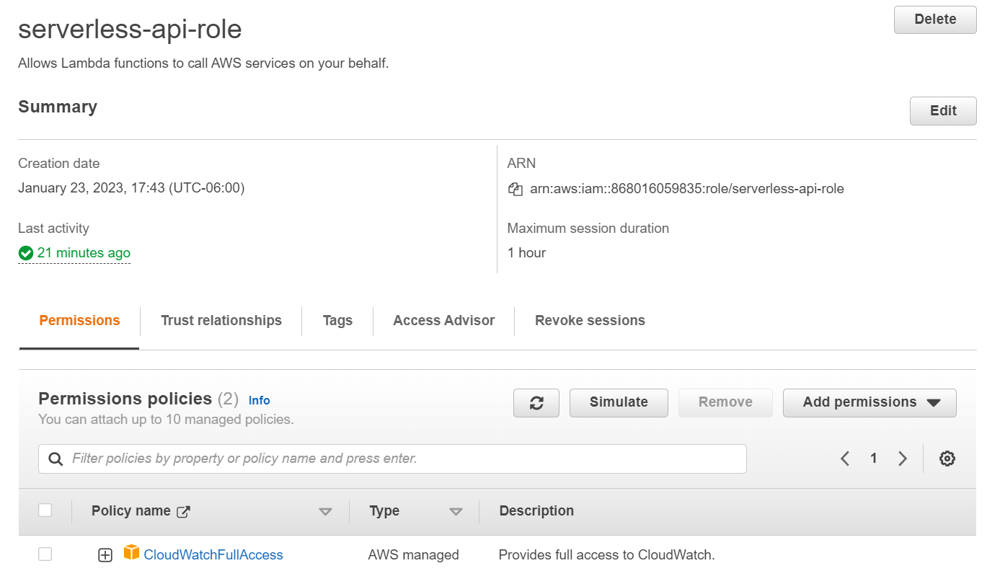 serverless-api-role
Delete
Allows Lambda functions to call AWS services on your behalf.
Summary
Edit
Creation date
January 23, 2023, 17:43 (UTC-06:00)
ARN
arn:aws:iam::868016059835:role/serverless-api-role
Last activity
21 minutes ago
Maximum session duration
1 hour
Permissions
Trust relationships
Tags
Access Advisor
Revoke sessions
Permissions policies (2) Info
You can attach up to 10 managed policies.
Simulate
Remove
Add permissions
Filter policies by property or policy name and press enter.
1
Policy name
Type
Description
CloudWatchFullAccess
AWS managed
Provides full access to CloudWatch.